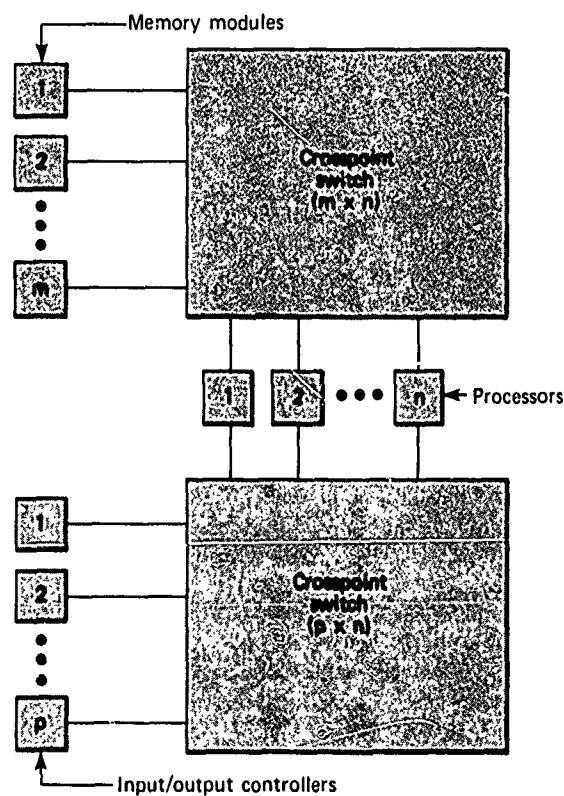 Memory modules
1
2
m
Crosspoint
switch
(m x n)
1
2
n
Processors
1
2
p
Crosspoint
switch
(p x n)
Input/output controllers